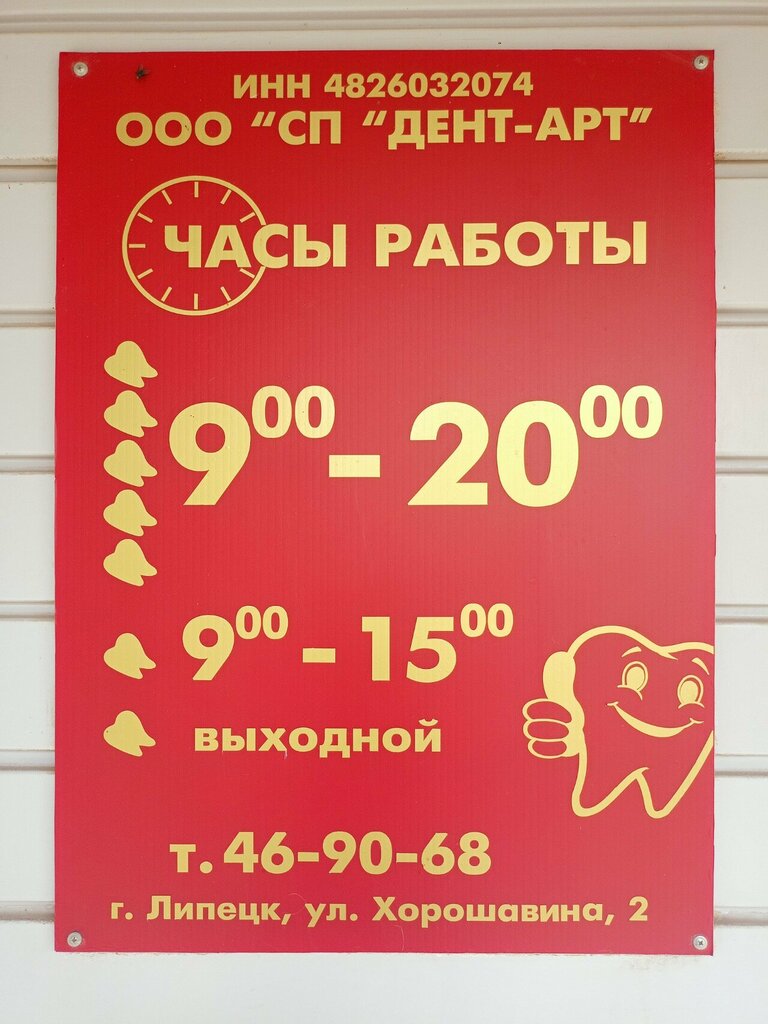 ИНН 4826032074
ООО “СП “ДЕНТ-АРТ”
ЧАСЫ РАБОТЫ
9⁰⁰ - 20⁰⁰
9⁰⁰ - 15⁰⁰
выходной
т. 46-90-68
г. Липецк, ул. Хорошавина, 2